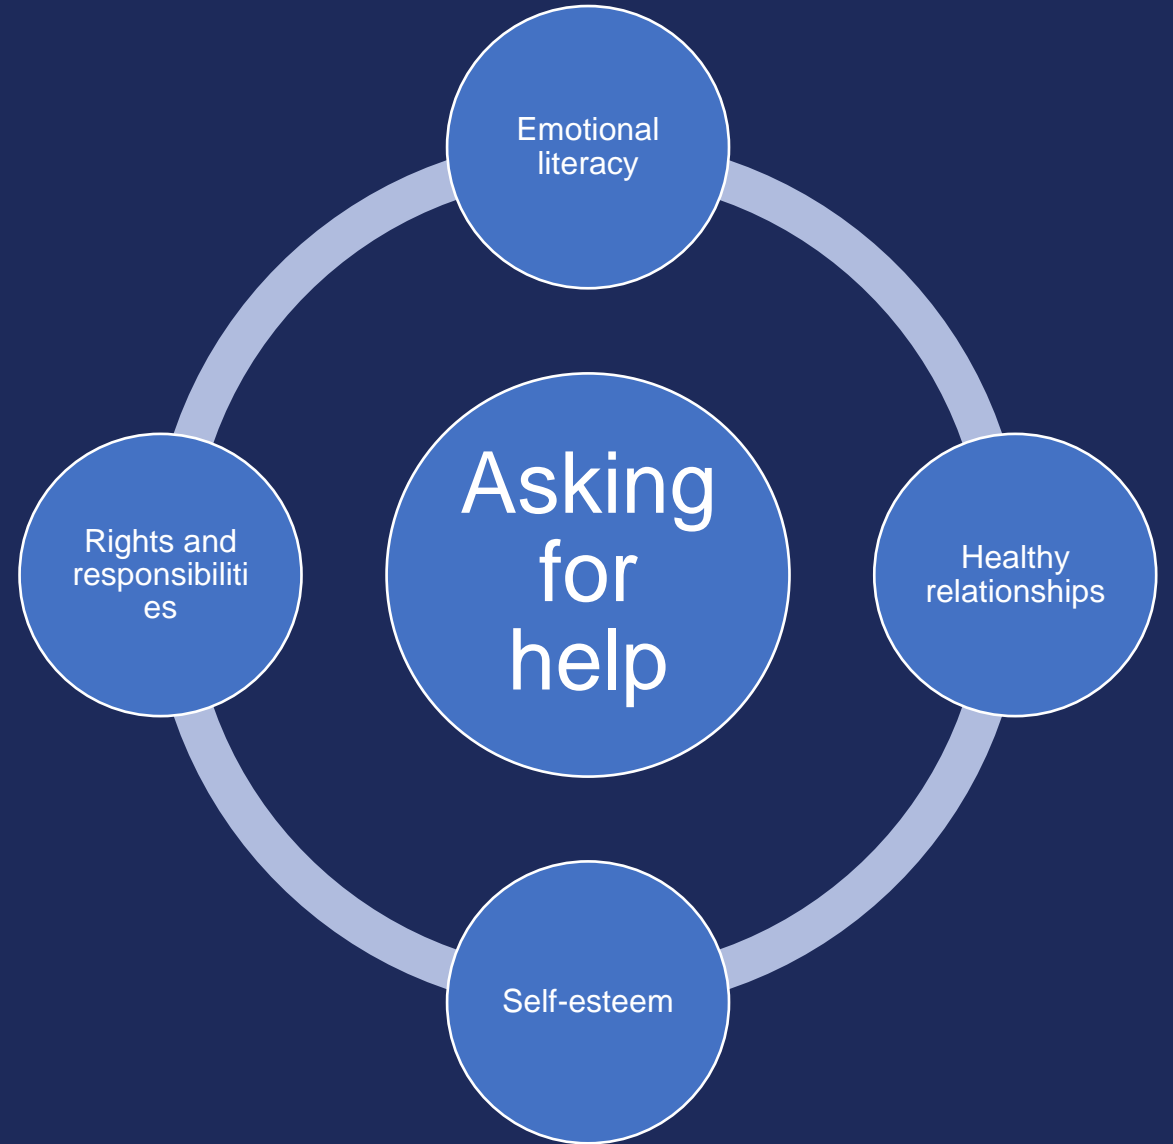 Emotional
literacy
Asking
for
help
Rights and
responsibiliti
es
Healthy
relationships
Self-esteem